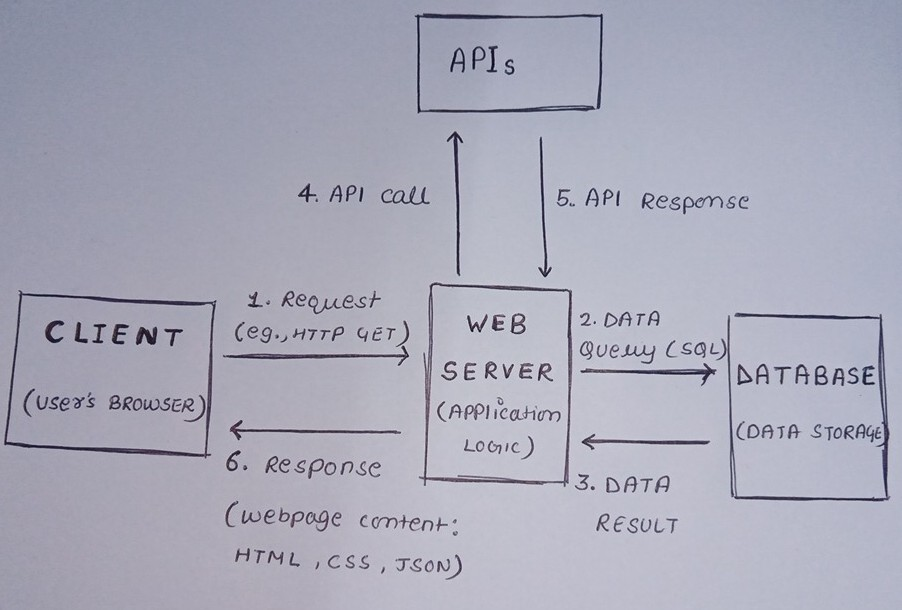 APIs
4. API call
5. API Response
1. Request
(eg., HTTP GET)
CLIENT
(User's BROWSER)
WEB
SERVER
(APPlication
LOGIC)
2. DATA
Query (SQL)
DATABASE
(DATA STORAGE)
3. DATA
RESULT
6. Response
(webpage content:
HTML, CSS, JSON)